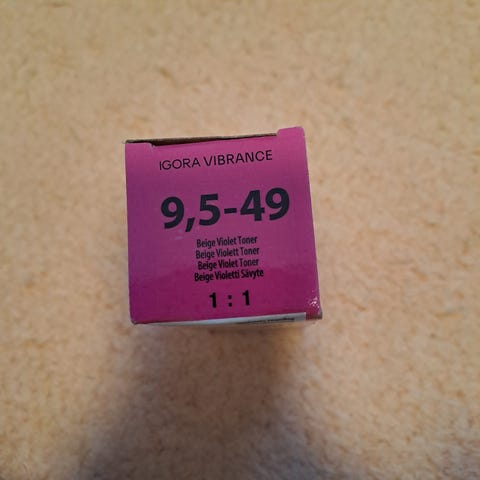 IGORA VIBRANCE
9,5-49
Beige Violet Toner
Beige Violett Toner
Beige Violet Toner
Beige Violetti Sävyte
1 : 1